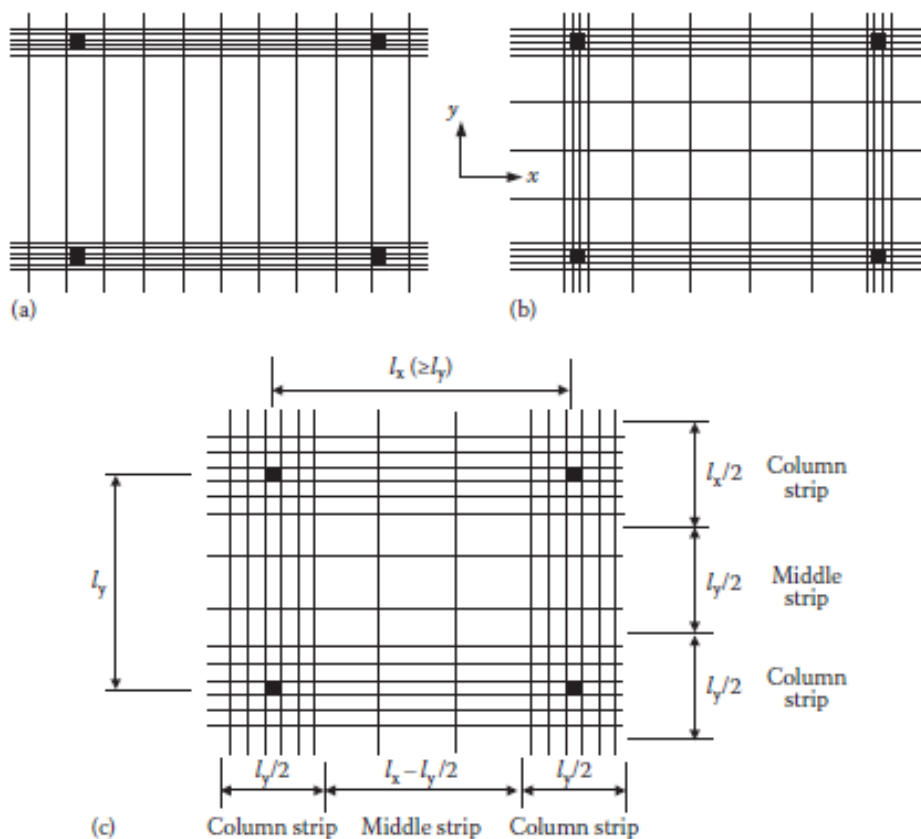 y
x
(a)
(b)
lx (≥ly)
ly
lx/2 Column strip
ly/2 Middle strip
ly/2 Column strip
ly/2
lx – ly/2
ly/2
(c)
Column strip
Middle strip
Column strip